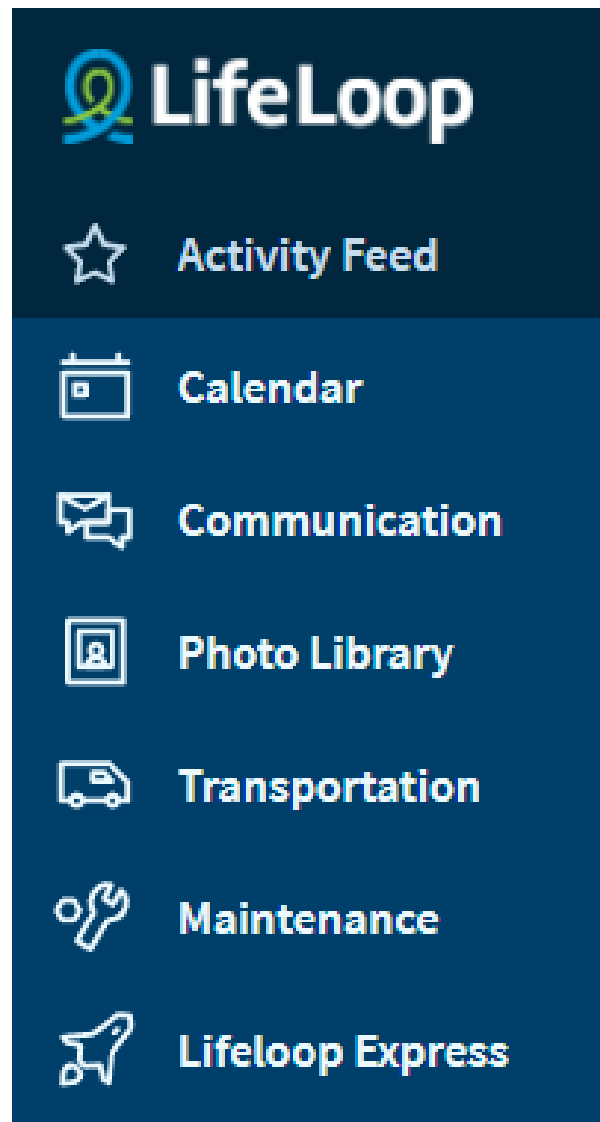 LifeLoop
Activity Feed
Calendar
Communication
Photo Library
Transportation
Maintenance
Lifeloop Express